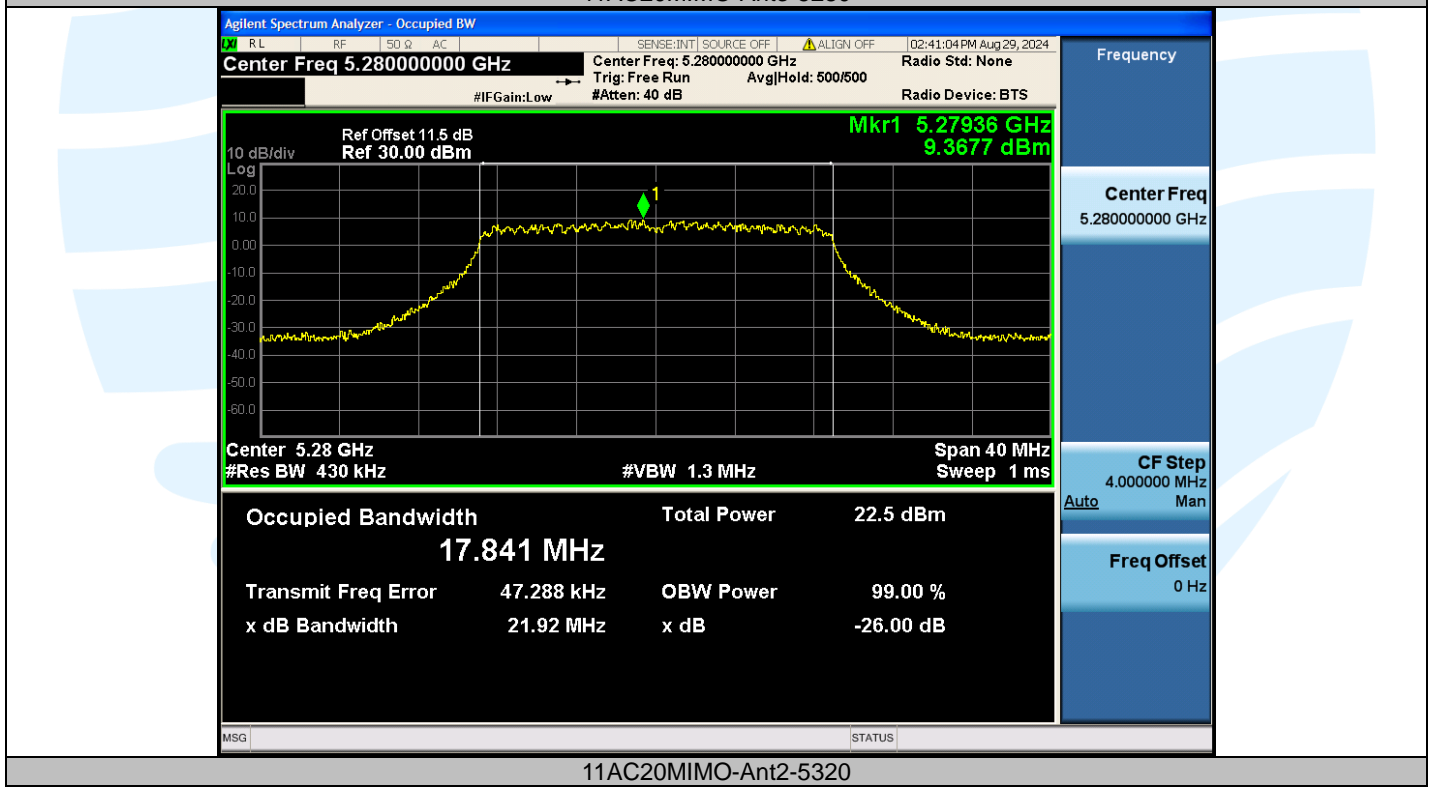 Agilent Spectrum Analyzer - Occupied BW
LXI RL RF 50 Ω AC SENSE:INT SOURCE OFF ALIGN OFF 02:41:04 PM Aug 29, 2024
Center Freq 5.280000000 GHz
Center Freq: 5.280000000 GHz Radio Std: None
Trig: Free Run Avg|Hold: 500/500
#IFGain:Low #Atten: 40 dB Radio Device: BTS
Frequency
Mkr1 5.27936 GHz
9.3677 dBm
Ref Offset 11.5 dB
10 dB/div Ref 30.00 dBm
Log
20.0
10.0
0.00
-10.0
-20.0
-30.0
-40.0
-50.0
-60.0
1
Center 5.28 GHz Span 40 MHz
#Res BW 430 kHz #VBW 1.3 MHz Sweep 1 ms
Center Freq
5.280000000 GHz
CF Step
4.000000 MHz
Auto Man
Freq Offset
0 Hz
Occupied Bandwidth Total Power 22.5 dBm
17.841 MHz
Transmit Freq Error 47.288 kHz OBW Power 99.00 %
x dB Bandwidth 21.92 MHz x dB -26.00 dB
MSG STATUS
11AC20MIMO-Ant2-5320